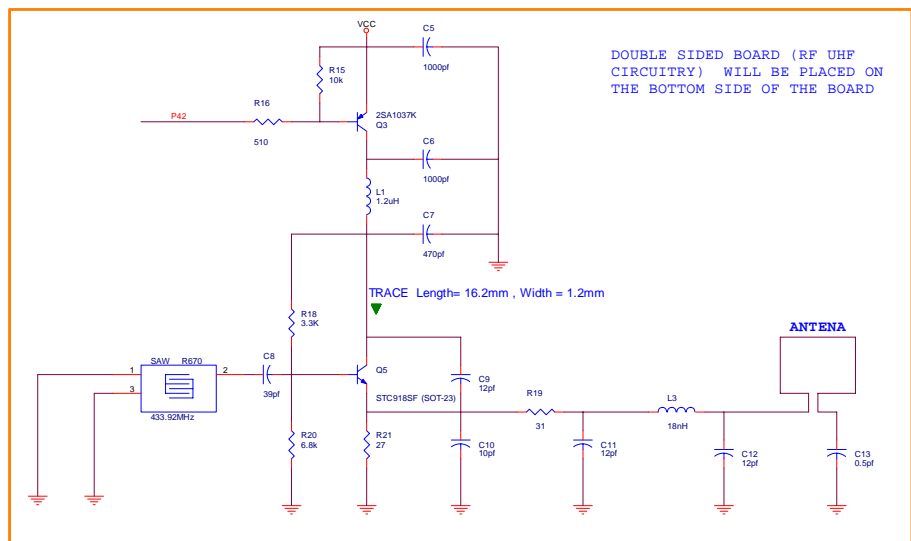 VCC
C5
1000pf
DOUBLE SIDED BOARD (RF UHF
CIRCUITRY) WILL BE PLACED ON
THE BOTTOM SIDE OF THE BOARD
R15
10k
R16
P42
510
2SA1037K
Q3
C6
1000pf
L1
1.2uH
C7
470pf
TRACE Length= 16.2mm , Width = 1.2mm
R18
3.3K
ANTENA
SAW R670
1
2
3
433.92MHz
C8
39pf
Q5
STC918SF (SOT-23)
C9
12pf
R19
31
L3
18nH
R20
6.8k
R21
27
C10
10pf
C11
12pf
C12
12pf
C13
0.5pf